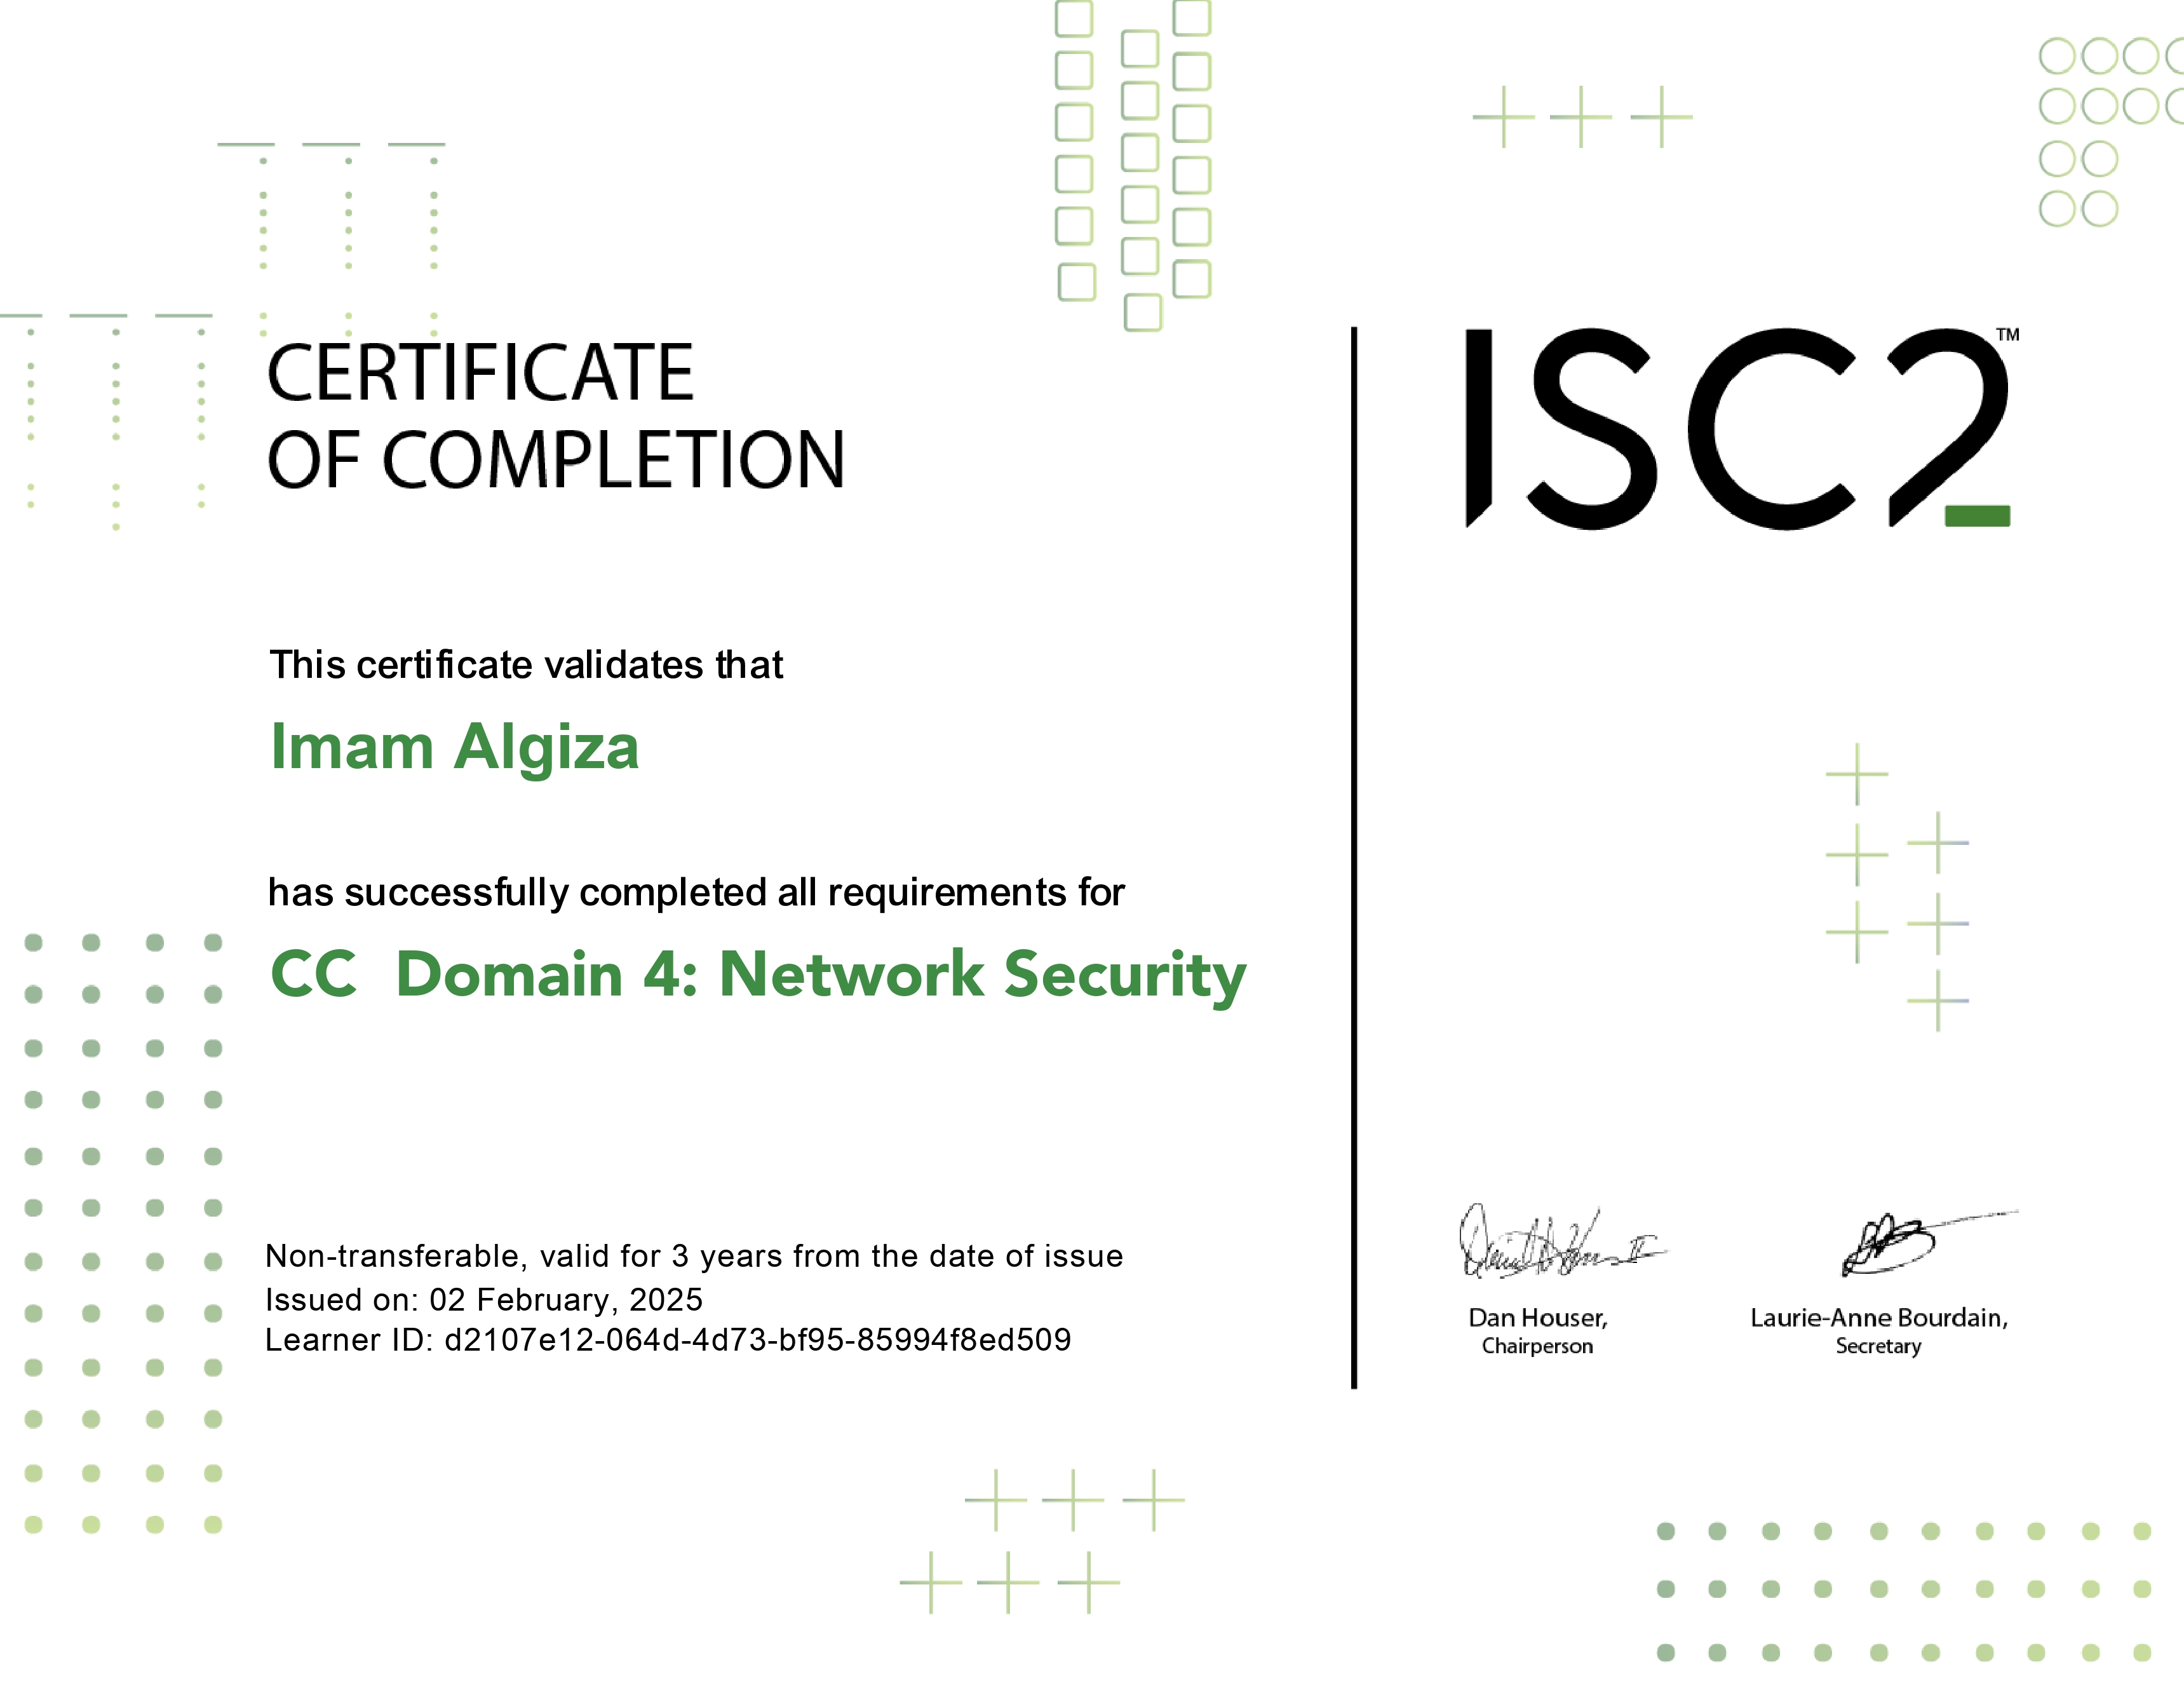 CERTIFICATE
OF COMPLETION
ISC2™
This certificate validates that
Imam Algiza
has successfully completed all requirements for
CC  Domain 4: Network Security
Non-transferable, valid for 3 years from the date of issue
Issued on: 02 February, 2025
Learner ID: d2107e12-064d-4d73-bf95-85994f8ed509
Dan Houser,
Chairperson
Laurie-Anne Bourdain,
Secretary